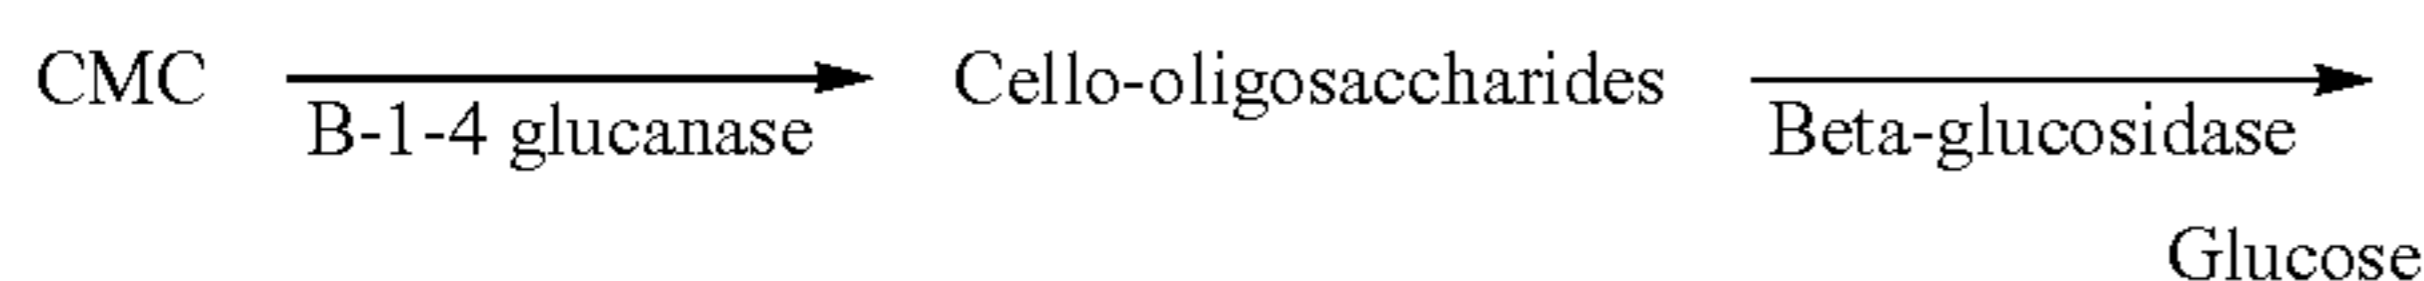 CMC Cello-oligosaccharides
B-1-4 glucanase Beta-glucosidase
Glucose